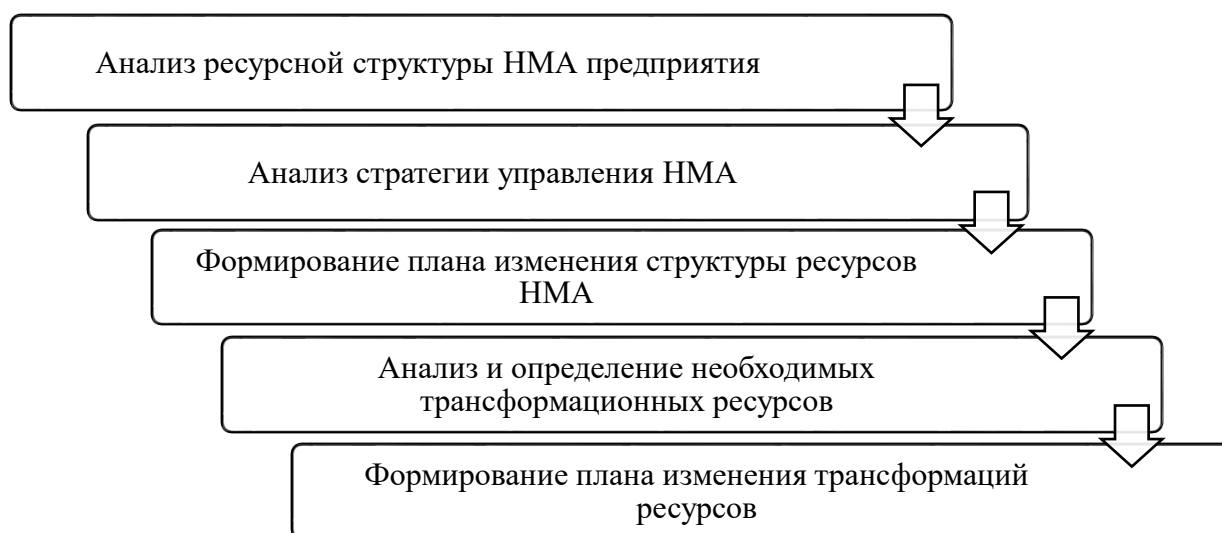 Анализ ресурсной структуры НМА предприятия
Анализ стратегии управления НМА
Формирование плана изменения структуры ресурсов
НМА
Анализ и определение необходимых
трансформационных ресурсов
Формирование плана изменения трансформаций
ресурсов